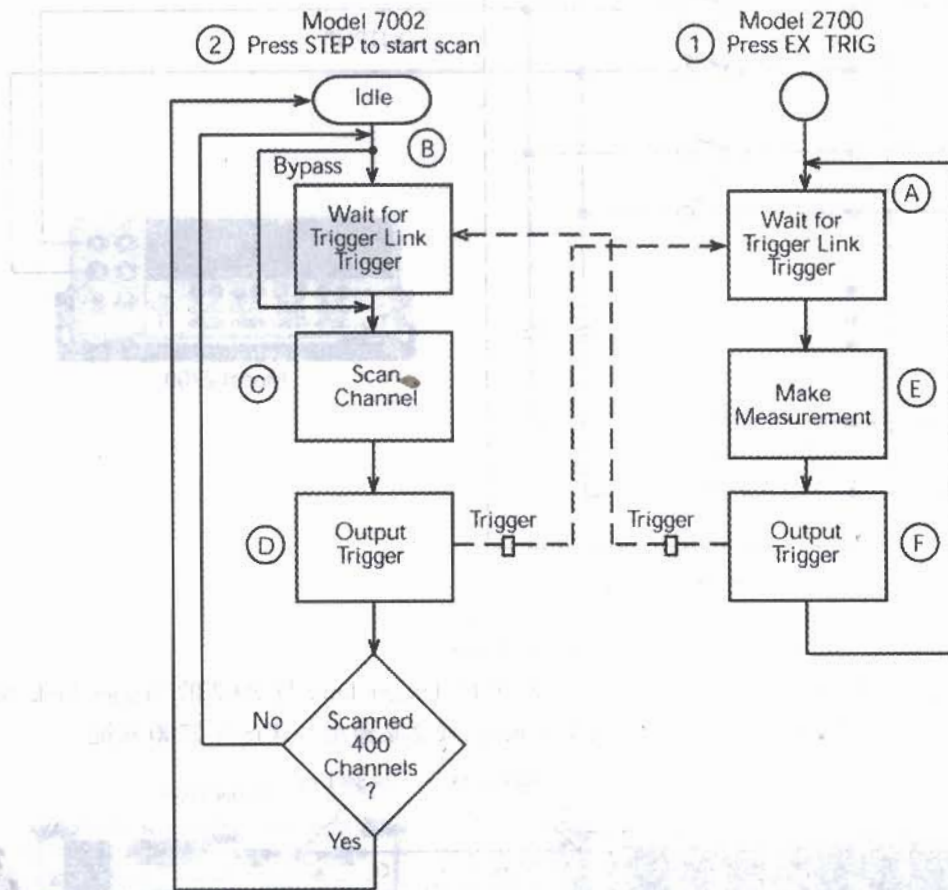 Model 7002
2 Press STEP to start scan
Idle
B
Bypass
Wait for
Trigger Link
Trigger
C
Scan
Channel
D
Output
Trigger
Trigger
No
Scanned
400
Channels
?
Yes
Model 2700
1 Press EX TRIG
A
Wait for
Trigger Link
Trigger
E
Make
Measurement
Trigger
Output
Trigger
F